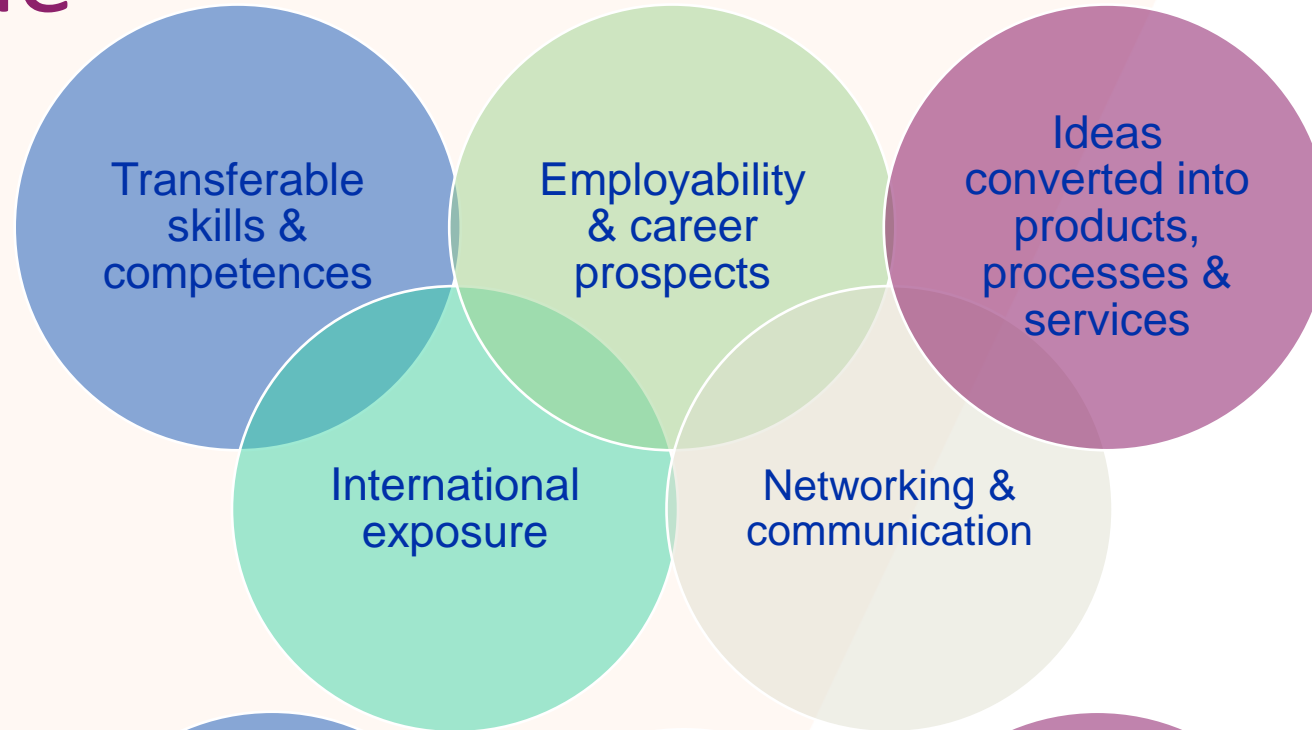 Transferable
skills &
competences
Employability
& career
prospects
Ideas
converted into
products,
processes &
services
International
exposure
Networking &
communication